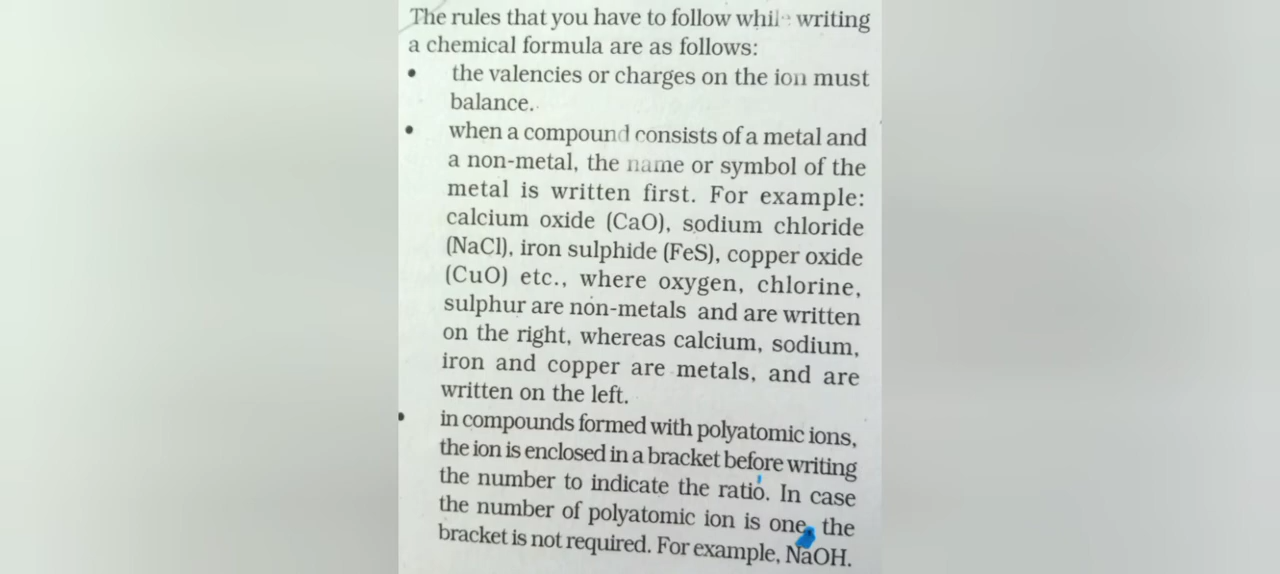 The rules that you have to follow while writing
a chemical formula are as follows:
• the valencies or charges on the ion must
balance.
• when a compound consists of a metal and
a non-metal, the name or symbol of the
metal is written first. For example:
calcium oxide (CaO), sodium chloride
(NaCl), iron sulphide (FeS), copper oxide
(CuO) etc., where oxygen, chlorine,
sulphur are non-metals and are written
on the right, whereas calcium, sodium,
iron and copper are metals, and are
written on the left.
• in compounds formed with polyatomic ions,
the ion is enclosed in a bracket before writing
the number to indicate the ratio. In case
the number of polyatomic ion is one, the
bracket is not required. For example, NaOH.